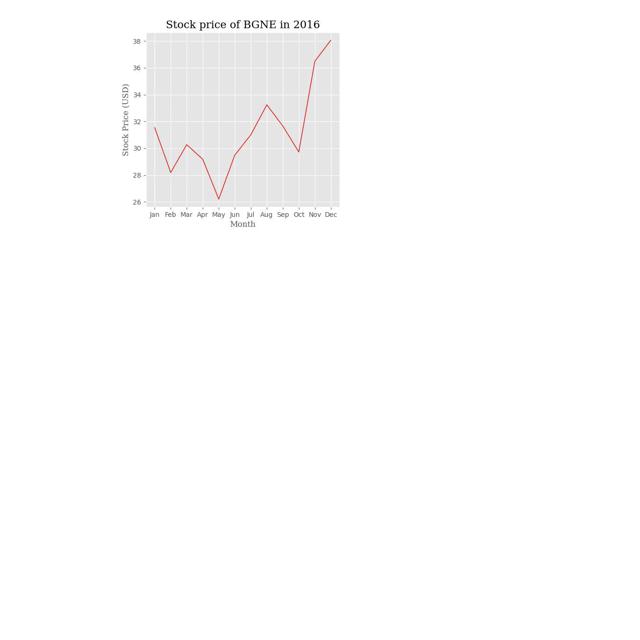 Stock price of BGNE in 2016
38
36
34
32
30
28
26
Stock Price (USD)
Jan Feb Mar Apr May Jun Jul Aug Sep Oct Nov Dec
Month